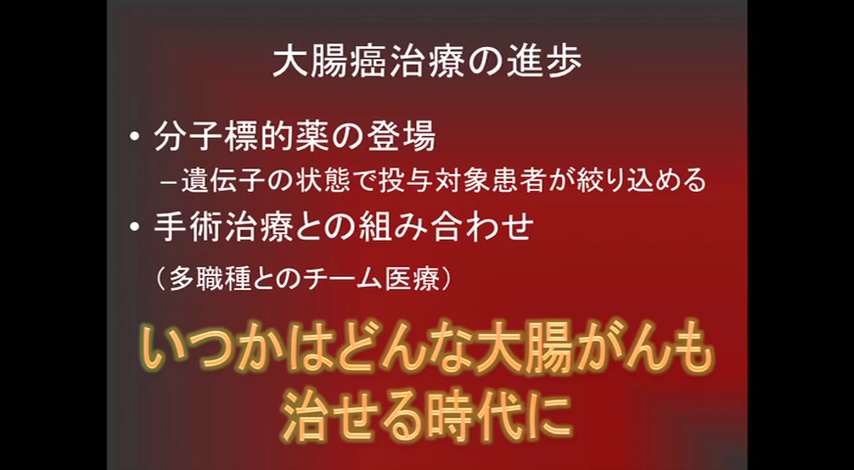 大腸癌治療の進歩
• 分子標的薬の登場
–遺伝子の状態で投与対象患者が絞り込める
• 手術治療との組み合わせ
（多職種とのチーム医療）
いつかはどんな大腸がんも
治せる時代に